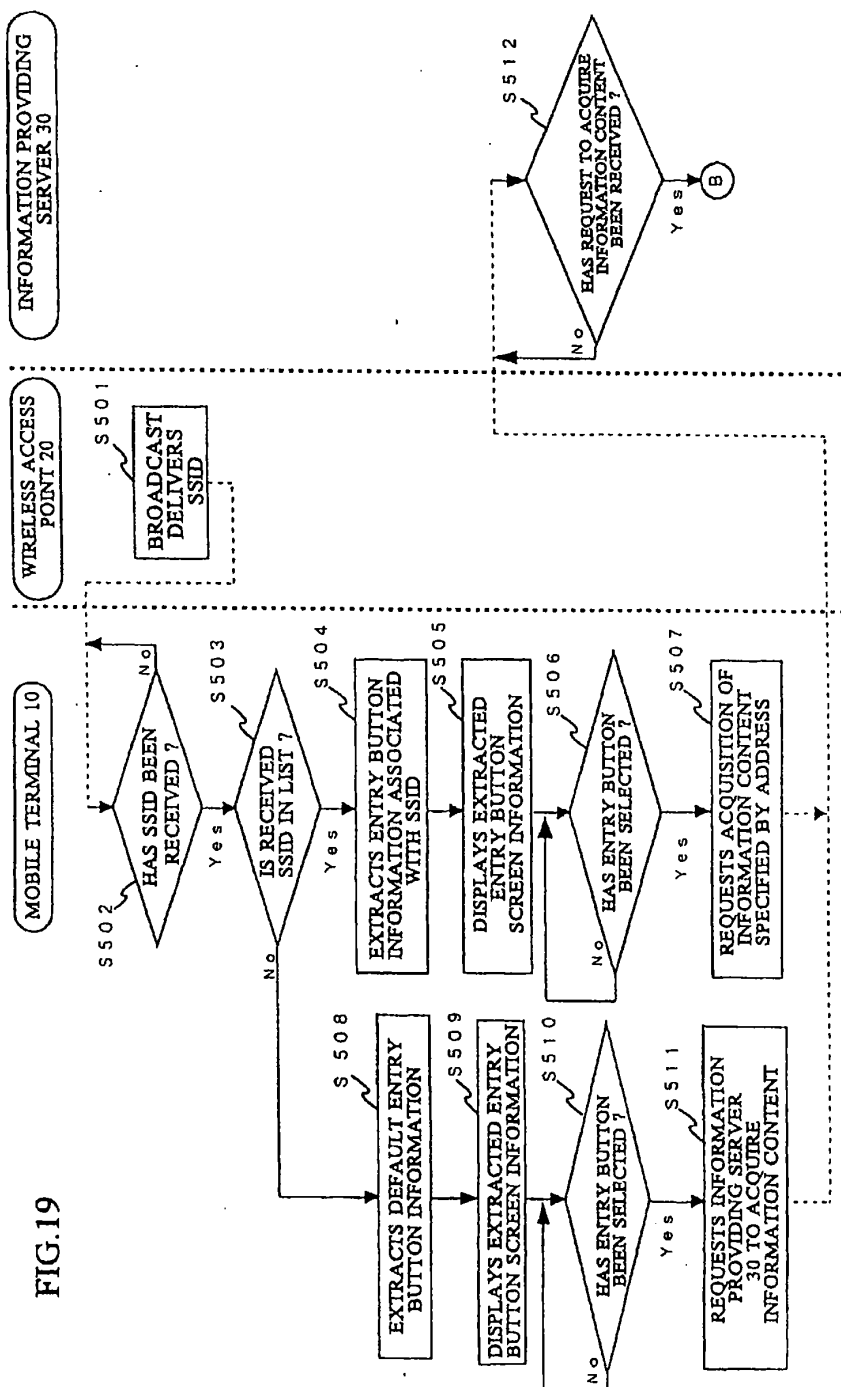 FIG.19
MOBILE TERMINAL 10
WIRELESS ACCESS
POINT 20
INFORMATION PROVIDING
SERVER 30
S501
BROADCAST
DELIVERS
SSID
S502
HAS SSID BEEN
RECEIVED ?
No
Yes
S503
IS RECEIVED
SSID IN LIST ?
No
Yes
S504
EXTRACTS ENTRY BUTTON
INFORMATION ASSOCIATED
WITH SSID
S505
DISPLAYS EXTRACTED
ENTRY BUTTON
SCREEN INFORMATION
S506
HAS ENTRY BUTTON
BEEN SELECTED ?
No
Yes
S507
REQUESTS ACQUISITION OF
INFORMATION CONTENT
SPECIFIED BY ADDRESS
S508
EXTRACTS DEFAULT ENTRY
BUTTON INFORMATION
S509
DISPLAYS EXTRACTED ENTRY
BUTTON SCREEN INFORMATION
S510
HAS ENTRY BUTTON
BEEN SELECTED ?
No
Yes
S511
REQUESTS INFORMATION
PROVIDING SERVER
30 TO ACQUIRE
INFORMATION CONTENT
S512
HAS REQUEST TO ACQUIRE
INFORMATION CONTENT
BEEN RECEIVED ?
No
Yes
B